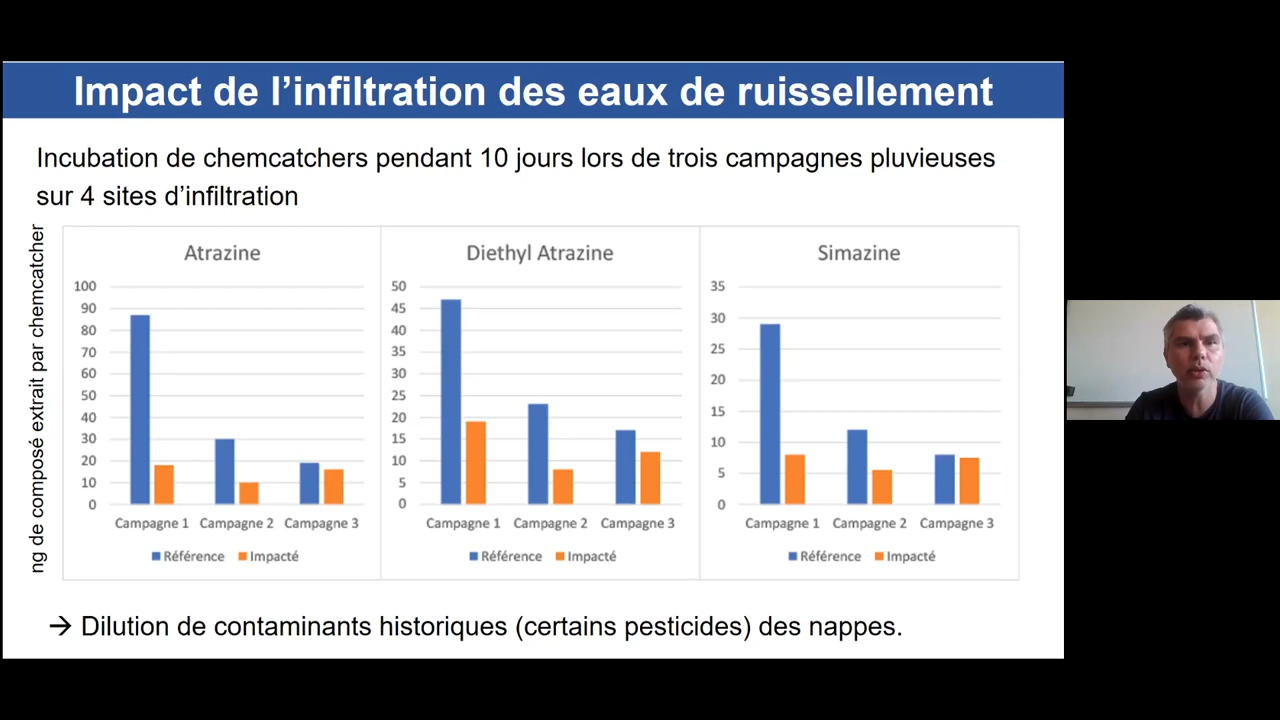 Impact de l’infiltration des eaux de ruissellement
Incubation de chemcatchers pendant 10 jours lors de trois campagnes pluvieuses
sur 4 sites d’infiltration
ng de composé extrait par chemcatcher
Atrazine
100
90
80
70
60
50
40
30
20
10
0
Campagne 1 Campagne 2 Campagne 3
Référence Impacté
Diethyl Atrazine
50
45
40
35
30
25
20
15
10
5
0
Campagne 1 Campagne 2 Campagne 3
Référence Impacté
Simazine
35
30
25
20
15
10
5
0
Campagne 1 Campagne 2 Campagne 3
Référence Impacté
→ Dilution de contaminants historiques (certains pesticides) des nappes.